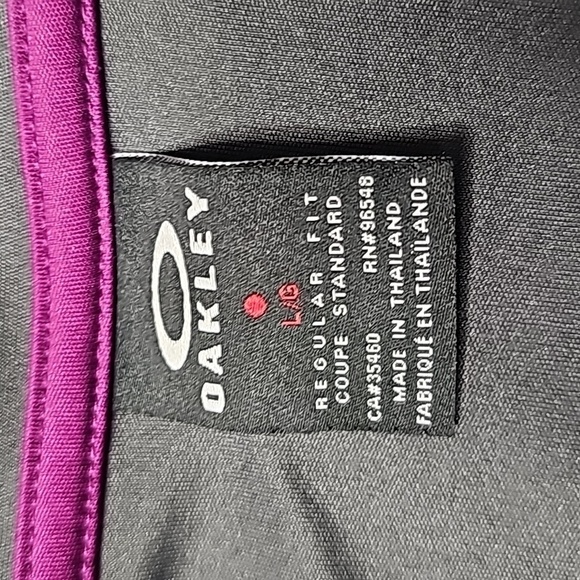 OAKLEY
L/G
REGULAR FIT
COUPE STANDARD
CA#35460 RN#96548
MADE IN THAILAND
FABRIQUÉ EN THAÏLANDE